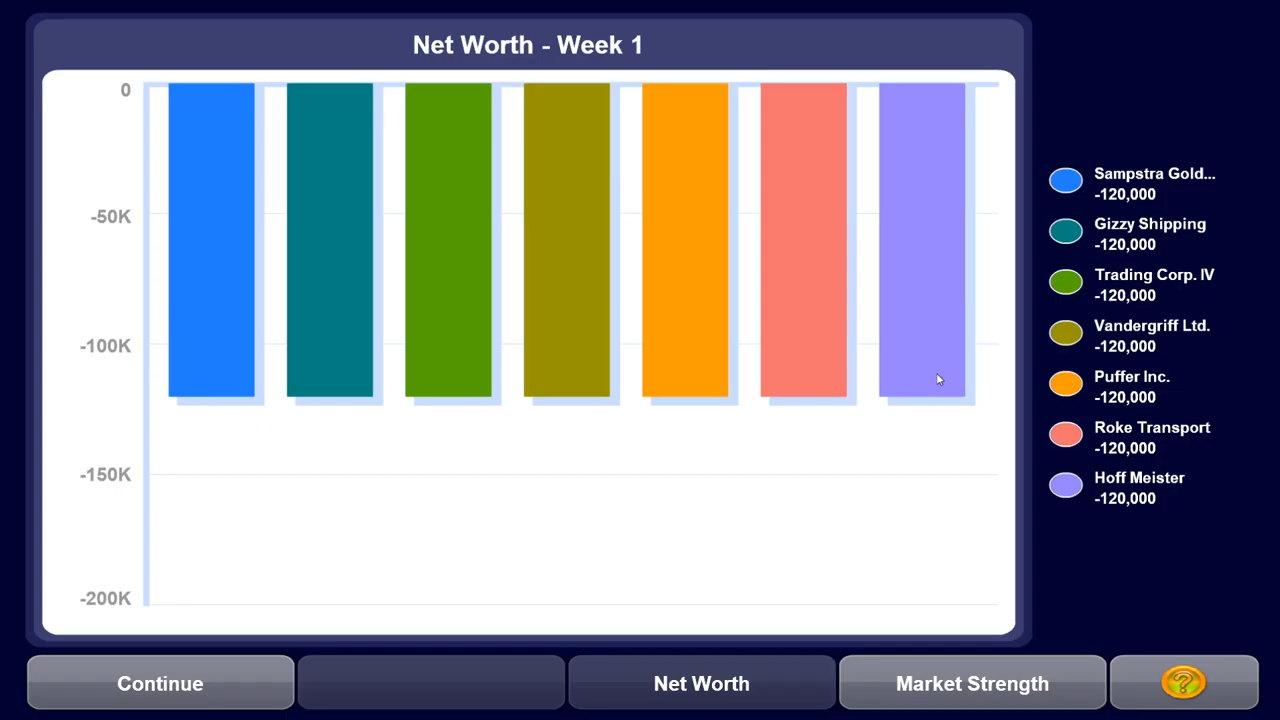 Net Worth - Week 1
0
-50K
-100K
-150K
-200K
Sampstra Gold...
-120,000
Gizzy Shipping
-120,000
Trading Corp. IV
-120,000
Vandergriff Ltd.
-120,000
Puffer Inc.
-120,000
Roke Transport
-120,000
Hoff Meister
-120,000
Continue
Net Worth
Market Strength
?